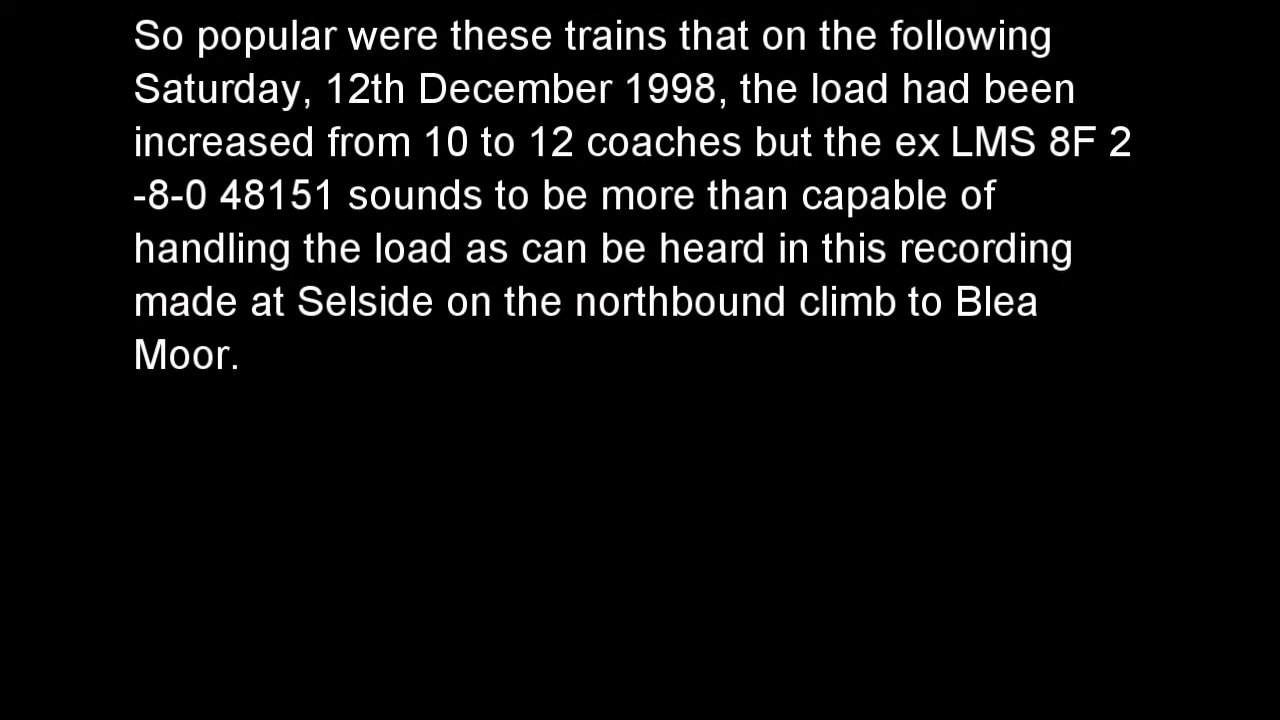 So popular were these trains that on the following
Saturday, 12th December 1998, the load had been
increased from 10 to 12 coaches but the ex LMS 8F 2
-8-0 48151 sounds to be more than capable of
handling the load as can be heard in this recording
made at Selside on the northbound climb to Blea
Moor.